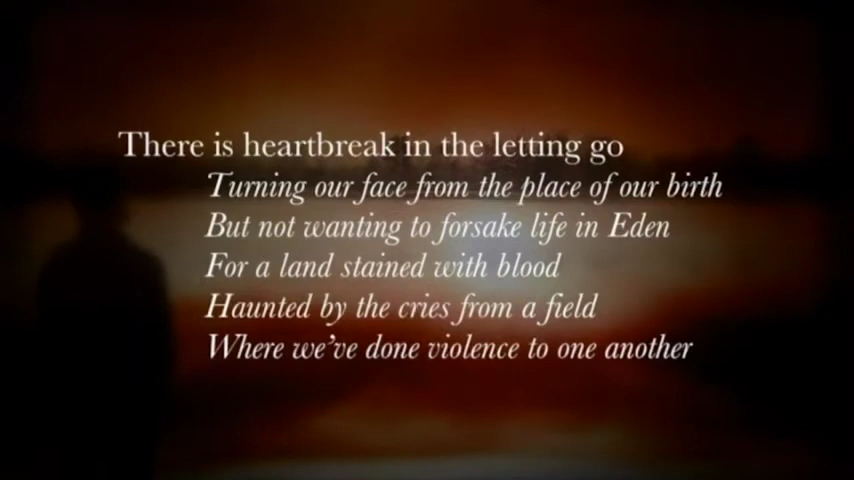 There is heartbreak in the letting go
Turning our face from the place of our birth
But not wanting to forsake life in Eden
For a land stained with blood
Haunted by the cries from a field
Where we've done violence to one another